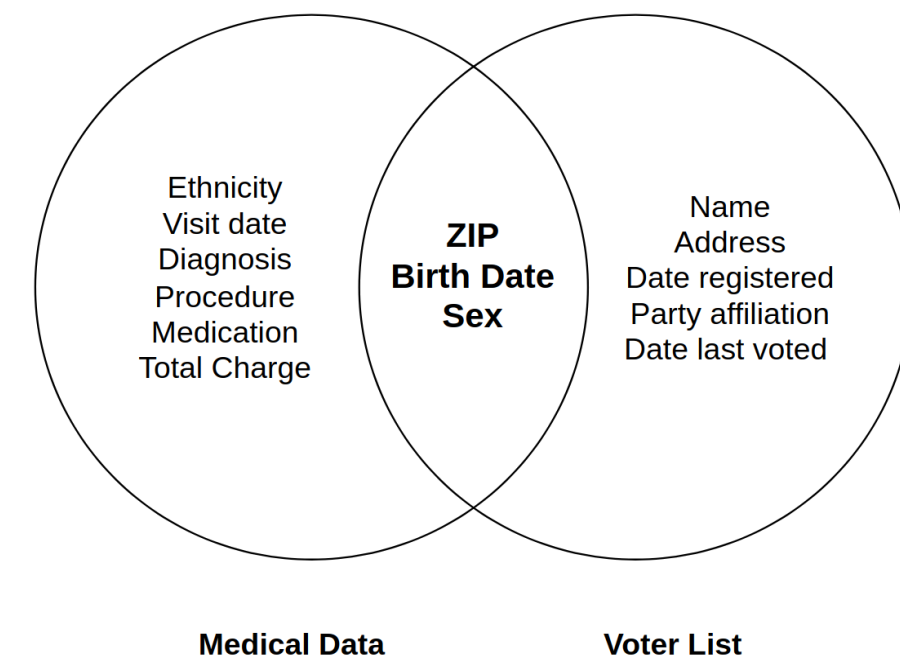 Ethnicity
Visit date
Diagnosis
Procedure
Medication
Total Charge
ZIP
Birth Date
Sex
Name
Address
Date registered
Party affiliation
Date last voted
Medical Data
Voter List